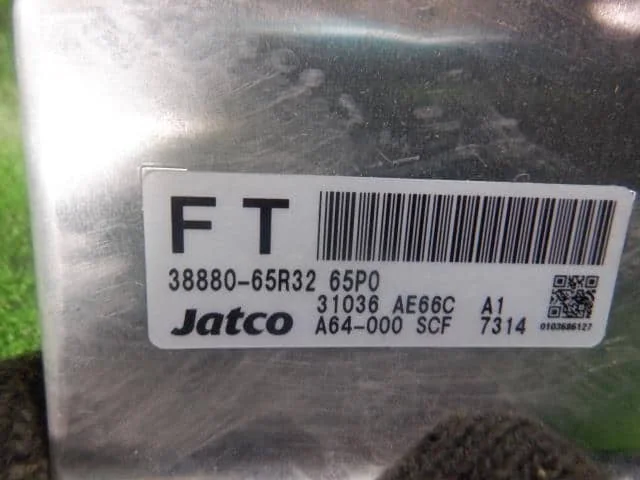 FT
38880-65R32 65P0
31036 AE66C A1
Jatco A64-000 SCF 7314
0103686127